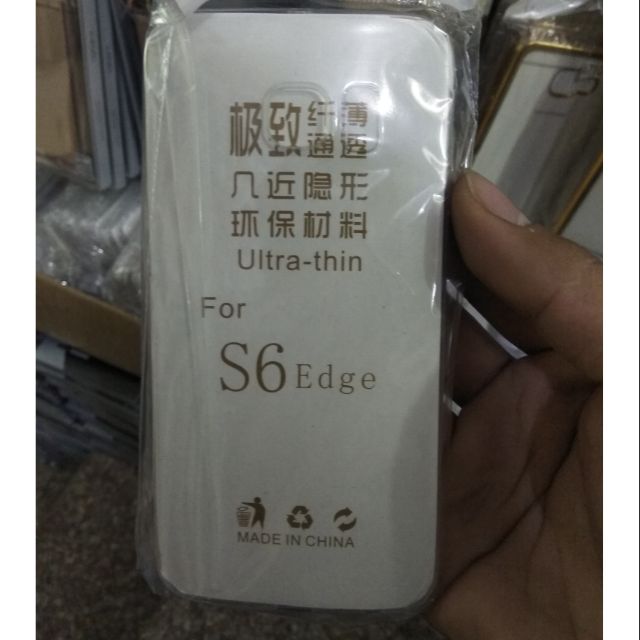 极致纤薄
通透
几近隐形
环保材料
Ultra-thin
For
S6 Edge
MADE IN CHINA